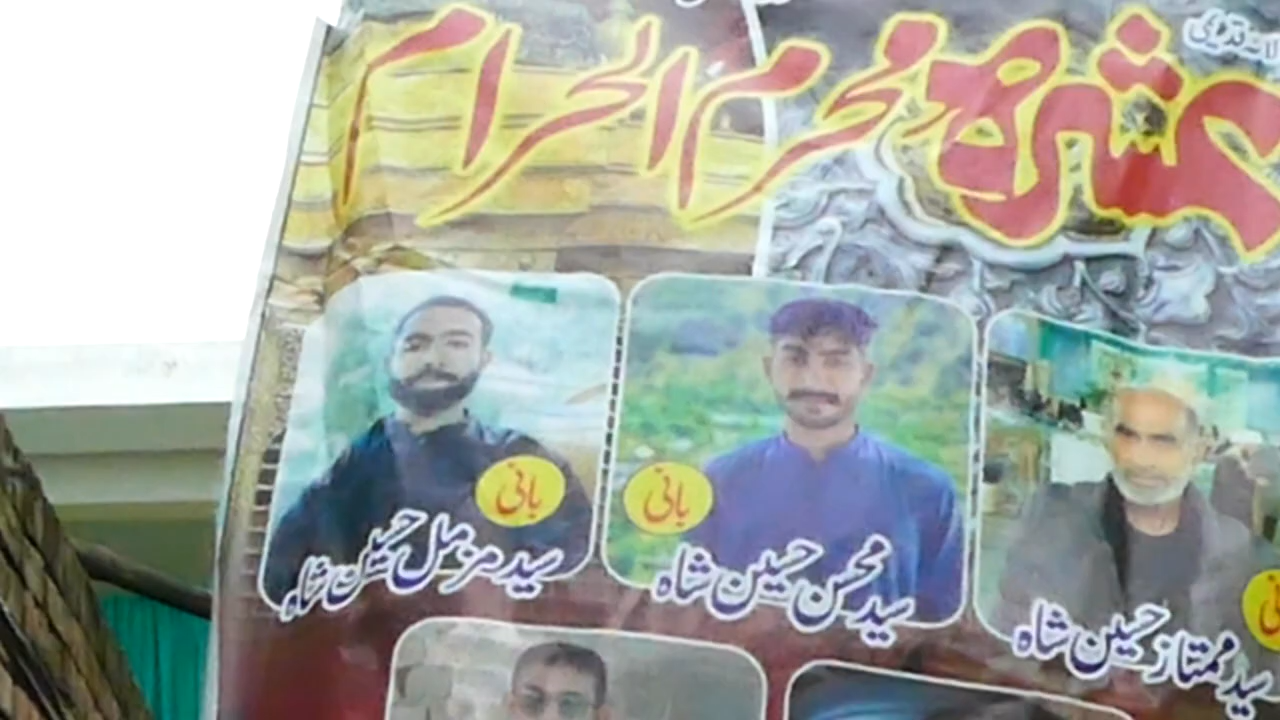 عشرہ محرم الحرام
بانی
بانی
سید ممتاز حسین شاہ
سید محسن حسین شاہ
سید مزمل حسین شاہ